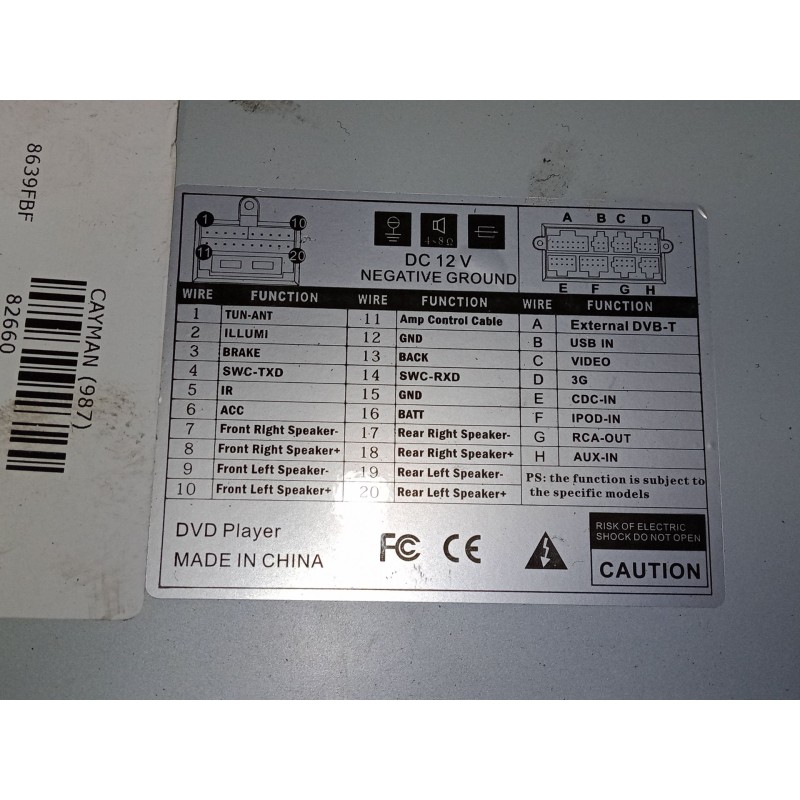 8639FBF
CAYMAN (987)
82660
1 10
11 20
4~8Ω
DC 12 V
NEGATIVE GROUND
A B C D
E F G H
WIRE FUNCTION WIRE FUNCTION WIRE FUNCTION
1 TUN-ANT 11 Amp Control Cable A External DVB-T
2 ILLUMI 12 GND B USB IN
3 BRAKE 13 BACK C VIDEO
4 SWC-TXD 14 SWC-RXD D 3G
5 IR 15 GND E CDC-IN
6 ACC 16 BATT F IPOD-IN
7 Front Right Speaker- 17 Rear Right Speaker- G RCA-OUT
8 Front Right Speaker+ 18 Rear Right Speaker+ H AUX-IN
9 Front Left Speaker- 19 Rear Left Speaker-
10 Front Left Speaker+ 20 Rear Left Speaker+
PS: the function is subject to
the specific models
DVD Player
MADE IN CHINA
FC CE
RISK OF ELECTRIC
SHOCK DO NOT OPEN
CAUTION